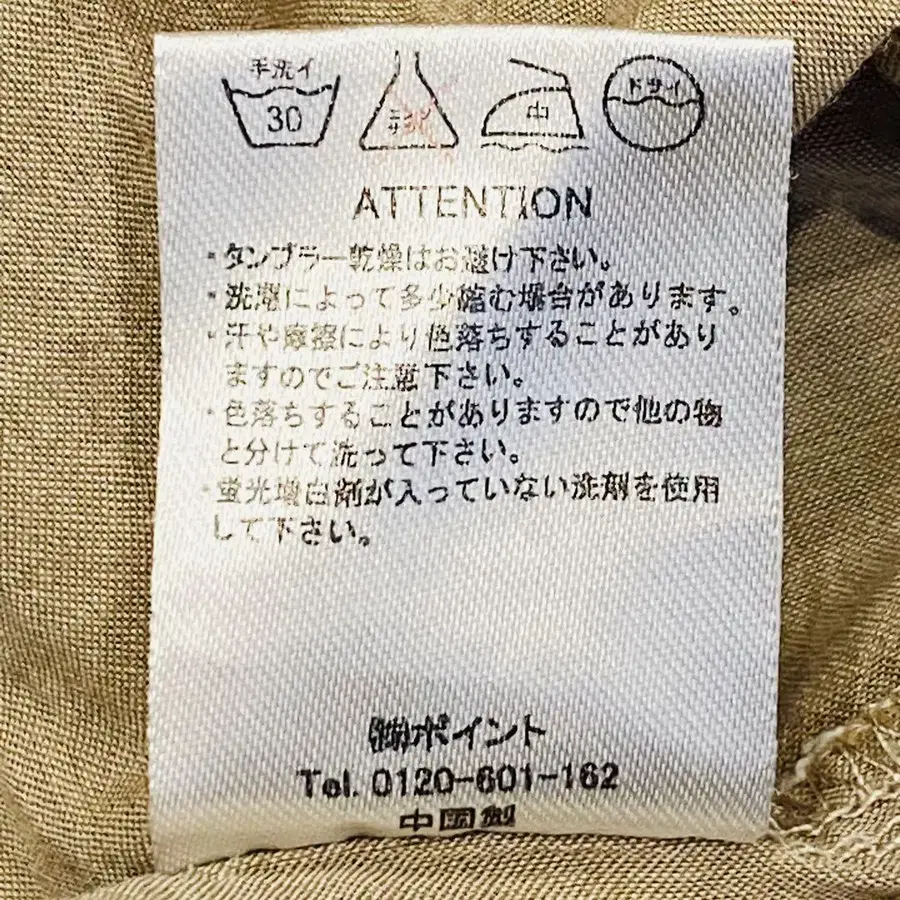 手洗イ
30
エンソ
サラシ
中
ドライ
ATTENTION
・タンブラー乾燥はお避け下さい。
・洗濯によって多少縮む場合があります。
・汗や摩擦により色落ちすることがあり
ますのでご注意下さい。
・色落ちすることがありますので他の物
と分けて洗って下さい。
・蛍光増白剤が入っていない洗剤を使用
して下さい。
㈱ポイント
Tel. 0120-601-162
中国製